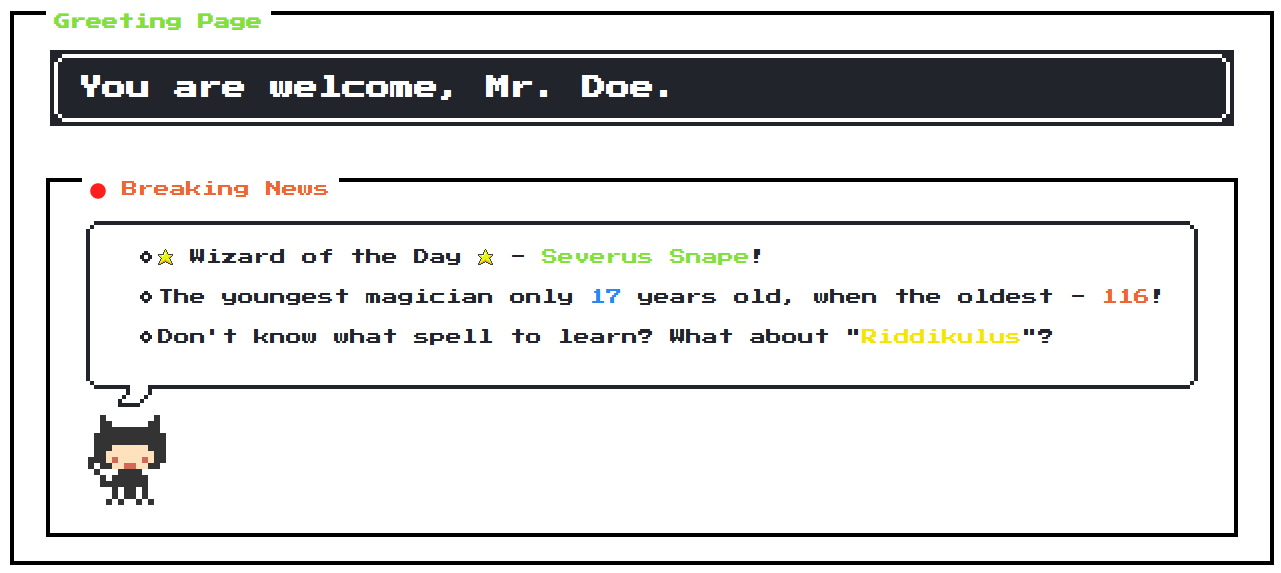 Greeting Page
You are welcome, Mr. Doe.
Breaking News
⭐ Wizard of the Day ⭐ - Severus Snape!
The youngest magician only 17 years old, when the oldest - 116!
Don't know what spell to learn? What about "Riddikulus"?